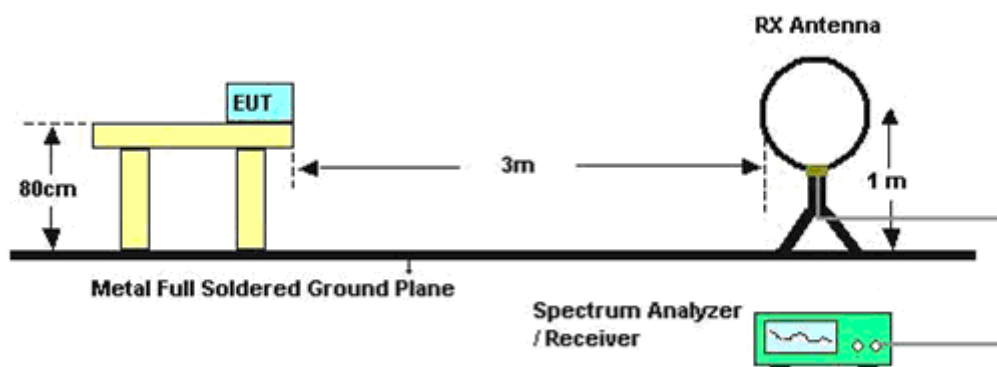 RX Antenna
EUT
80cm
3m
1 m
Metal Full Soldered Ground Plane
Spectrum Analyzer
/ Receiver